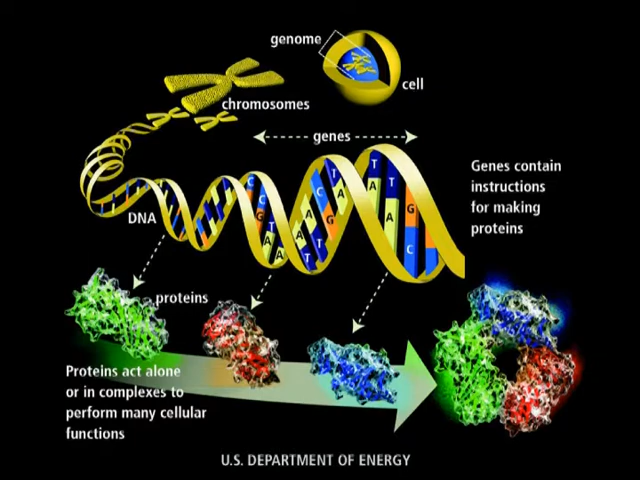 genome
cell
chromosomes
genes
Genes contain
instructions
for making
proteins
DNA
C
C
G
T
A
A
A
A
T
T
C
G
T
A
T
A
T
A
G
C
proteins
Proteins act alone
or in complexes to
perform many cellular
functions
U.S. DEPARTMENT OF ENERGY